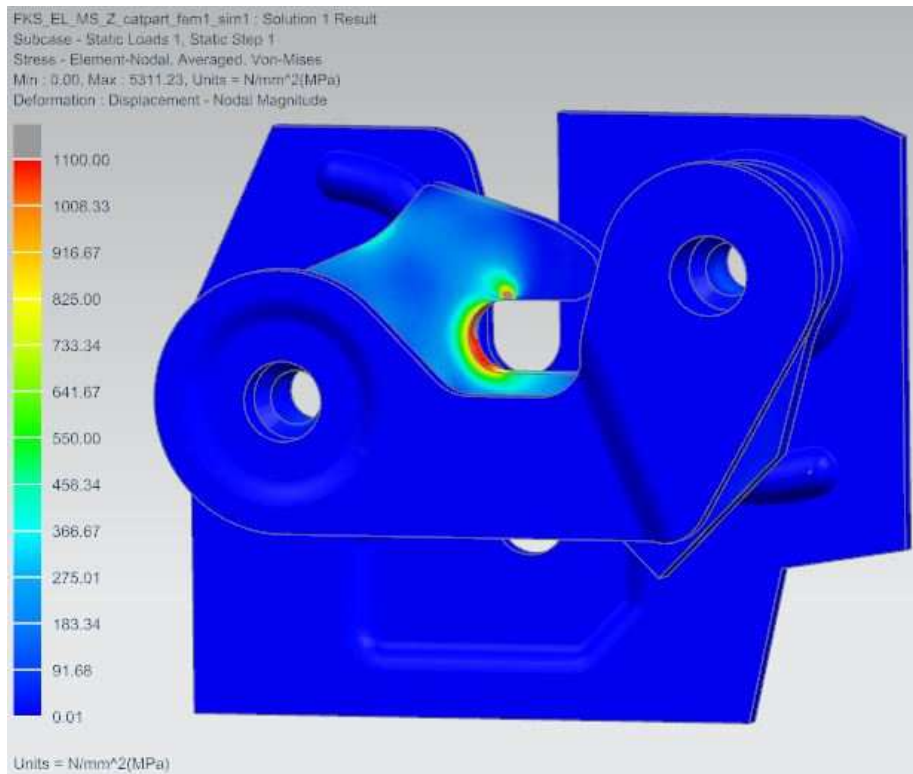 FKS_EL_MS_Z_catpart_fem1_sim1 : Solution 1 Result
Subcase - Static Loads 1, Static Step 1
Stress - Element-Nodal, Averaged, Von-Mises
Min : 0.00, Max : 5311.23, Units = N/mm^2(MPa)
Deformation : Displacement - Nodal Magnitude
1100.00
1008.33
916.67
825.00
733.34
641.67
550.00
458.34
366.67
275.01
183.34
91.68
0.01
Units = N/mm^2(MPa)